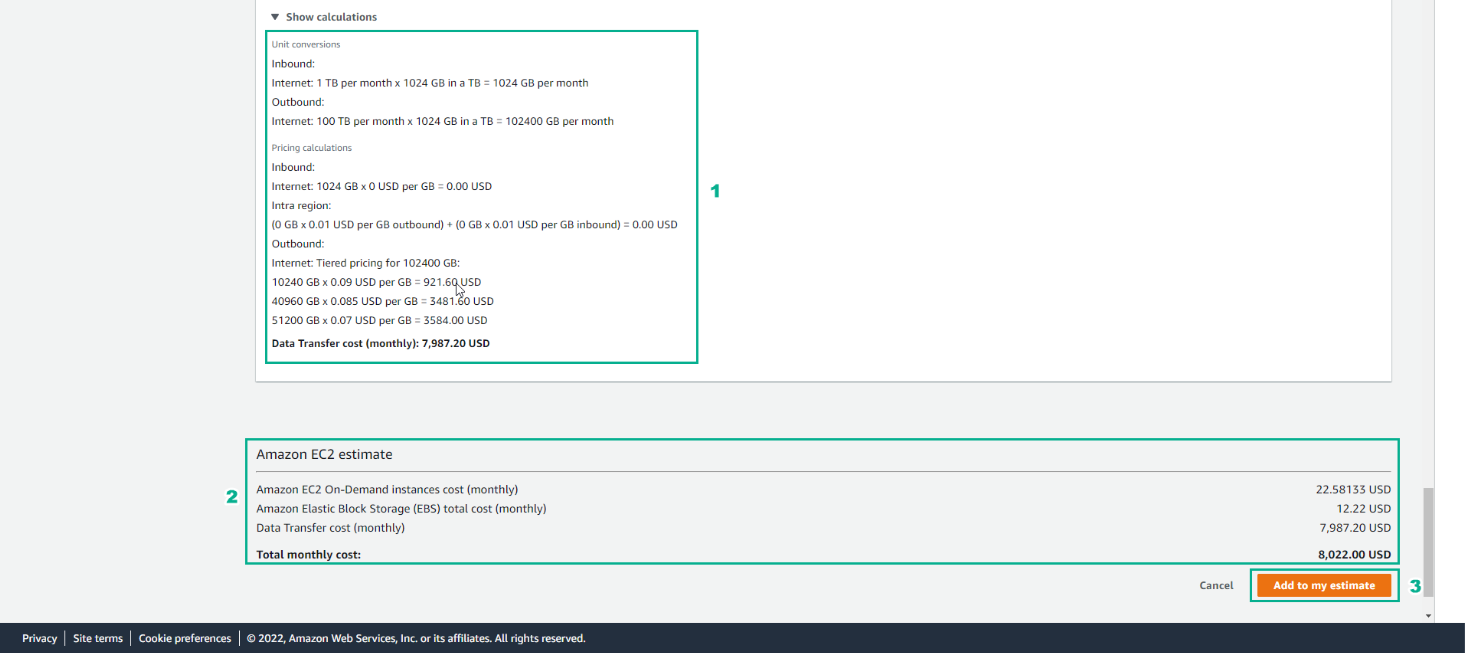 ▼ Show calculations
Unit conversions
Inbound:
Internet: 1 TB per month x 1024 GB in a TB = 1024 GB per month
Outbound:
Internet: 100 TB per month x 1024 GB in a TB = 102400 GB per month
Pricing calculations
Inbound:
Internet: 1024 GB x 0 USD per GB = 0.00 USD
Intra region:
(0 GB x 0.01 USD per GB outbound) + (0 GB x 0.01 USD per GB inbound) = 0.00 USD
Outbound:
Internet: Tiered pricing for 102400 GB:
10240 GB x 0.09 USD per GB = 921.60 USD
40960 GB x 0.085 USD per GB = 3481.60 USD
51200 GB x 0.07 USD per GB = 3584.00 USD
Data Transfer cost (monthly): 7,987.20 USD
1
2
Amazon EC2 estimate
Amazon EC2 On-Demand instances cost (monthly) 22.58133 USD
Amazon Elastic Block Storage (EBS) total cost (monthly) 12.22 USD
Data Transfer cost (monthly) 7,987.20 USD
Total monthly cost: 8,022.00 USD
Cancel Add to my estimate 3
Privacy | Site terms | Cookie preferences | © 2022, Amazon Web Services, Inc. or its affiliates. All rights reserved.